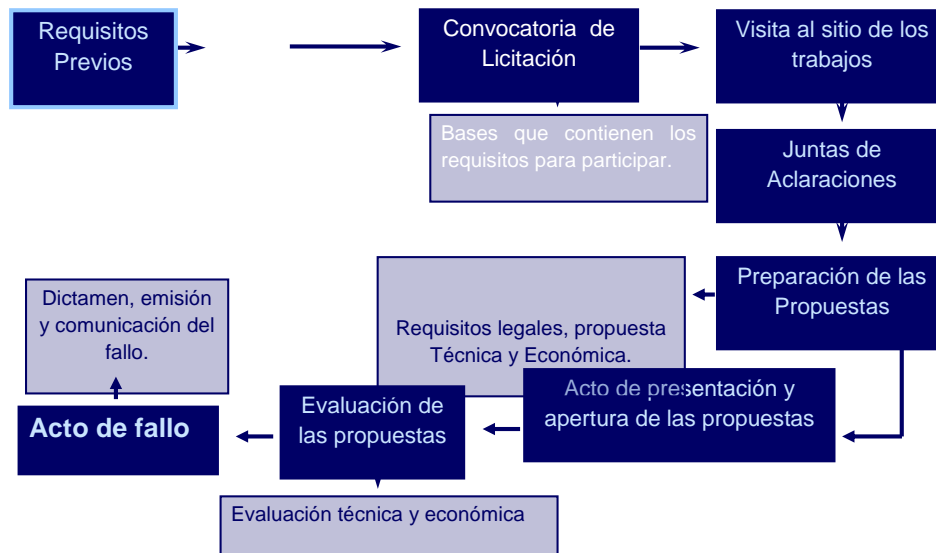 Requisitos
Previos
Convocatoria de
Licitación
Visita al sitio de los
trabajos
Bases que contienen los
requisitos para participar.
Juntas de
Aclaraciones
Preparación de las
Propuestas
Requisitos legales, propuesta
Técnica y Económica.
Dictamen, emisión
y comunicación del
fallo.
Acto de presentación y
apertura de las propuestas
Evaluación de
las propuestas
Acto de fallo
Evaluación técnica y económica